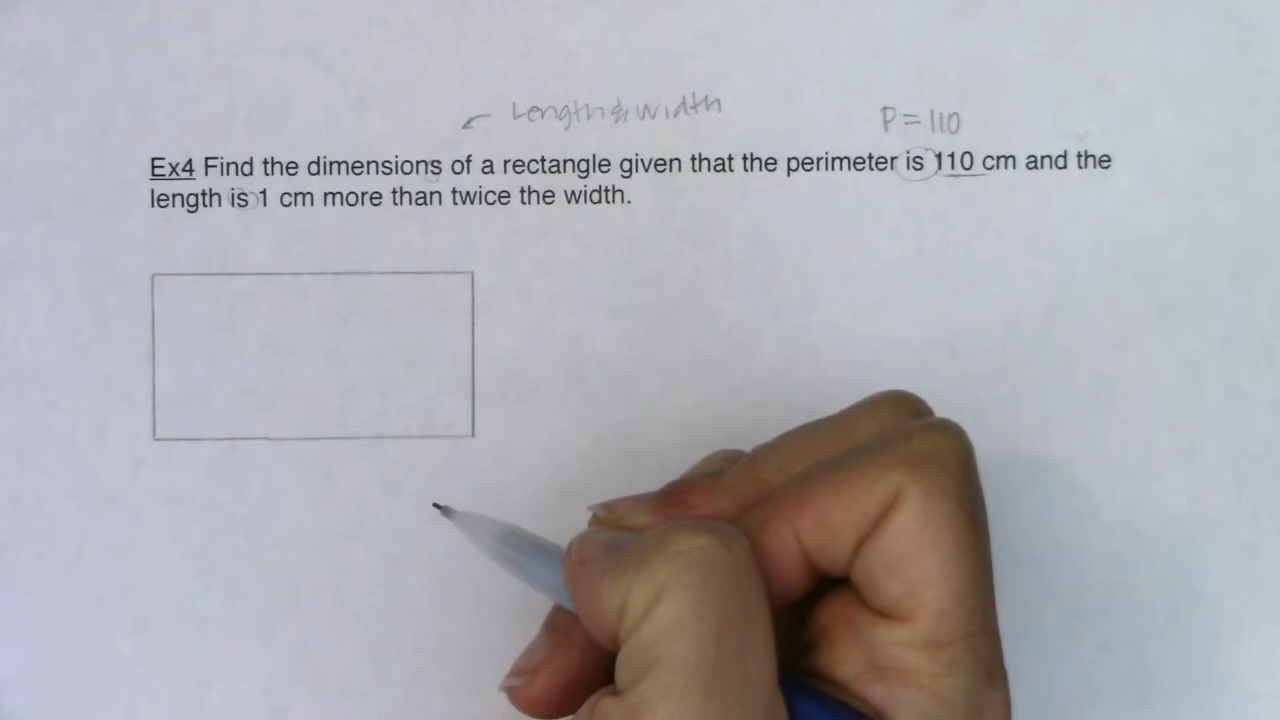 Length & Width
P = 110
Ex4 Find the dimensions of a rectangle given that the perimeter is 110 cm and the
length is 1 cm more than twice the width.